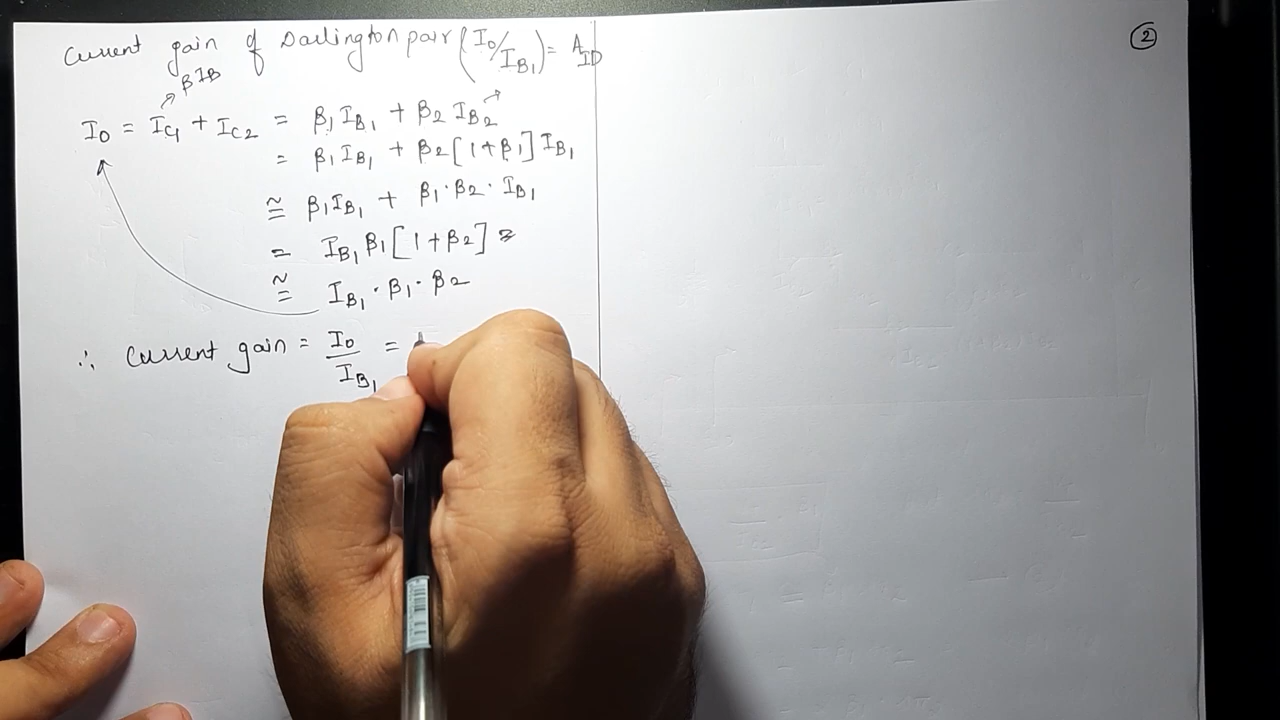 Current gain of Darlington pair (I0/IB1) = AID
②
βIB
I0 = IC1 + IC2 = β1 IB1 + β2 IB2
= β1 IB1 + β2 [1+β1] IB1
≅ β1 IB1 + β1 · β2 · IB1
= IB1 β1 [1+β2]
≅ IB1 · β1 · β2
∴ Current gain = I0/IB1 =